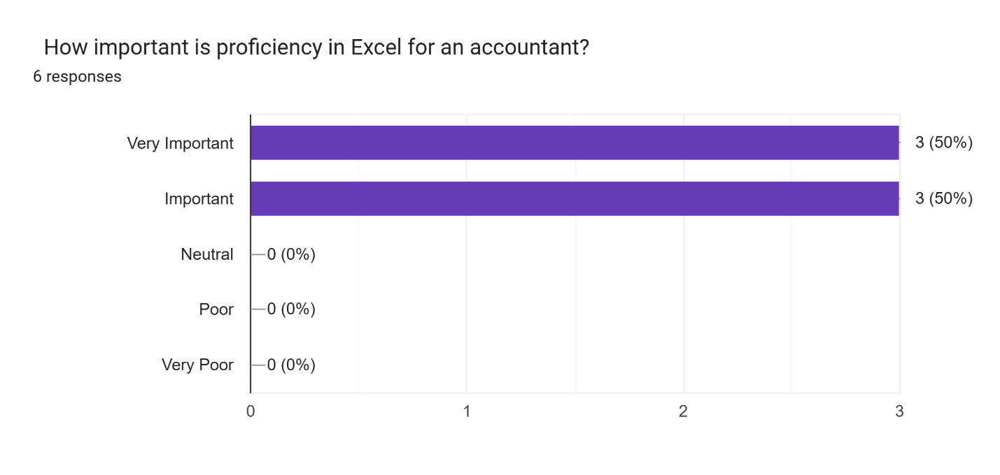 How important is proficiency in Excel for an accountant?
6 responses
Very Important 3 (50%)
Important 3 (50%)
Neutral 0 (0%)
Poor 0 (0%)
Very Poor 0 (0%)
0 1 2 3